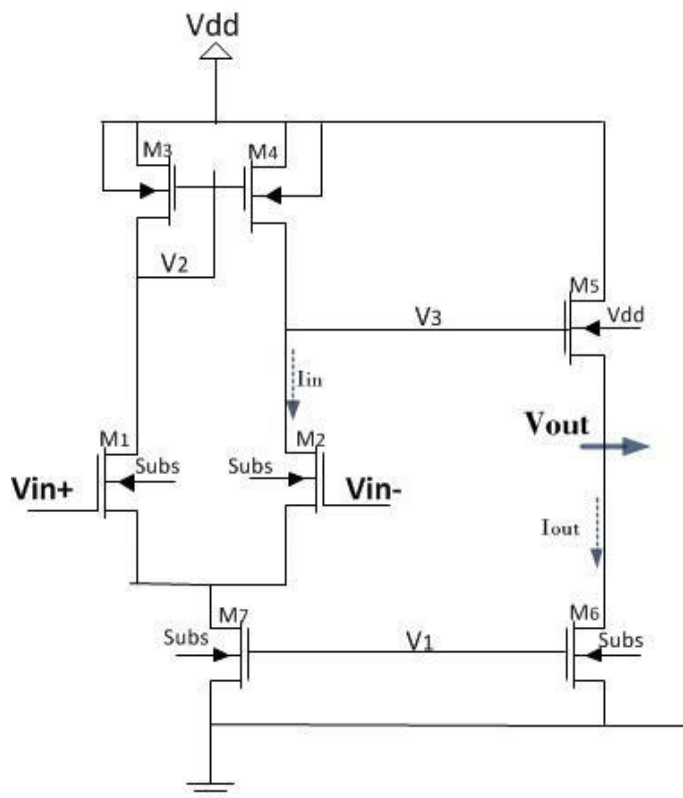 Vdd
M3
M4
V2
M5
Vdd
V3
Iin
Vout
M1
M2
Subs
Subs
Vin+
Vin-
Iout
M7
M6
Subs
V1
Subs